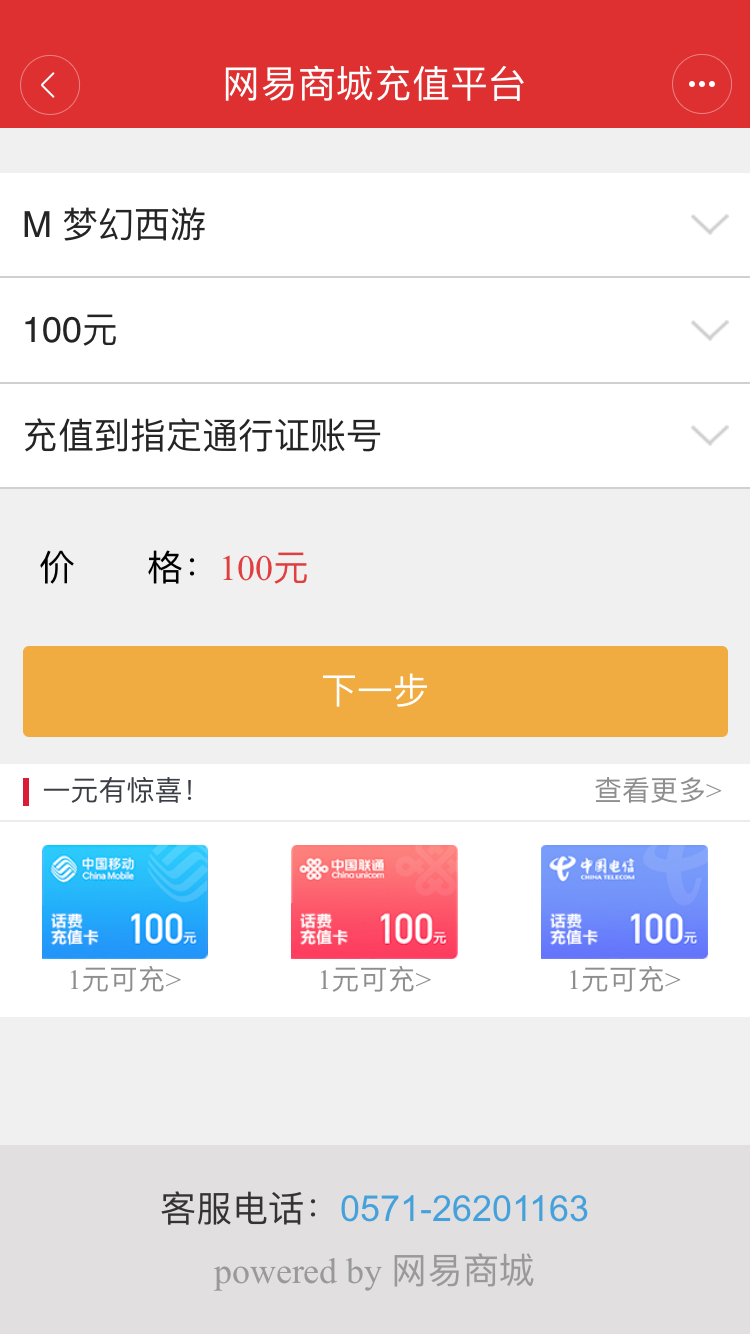 网易商城充值平台
M 梦幻西游
100元
充值到指定通行证账号
价 格：100元
下一步
一元有惊喜！ 查看更多>
中国移动
China Mobile
话费
充值卡 100元
1元可充>
中国联通
China unicom
话费
充值卡 100元
1元可充>
中国电信
CHINA TELECOM
话费
充值卡 100元
1元可充>
客服电话：0571-26201163
powered by 网易商城